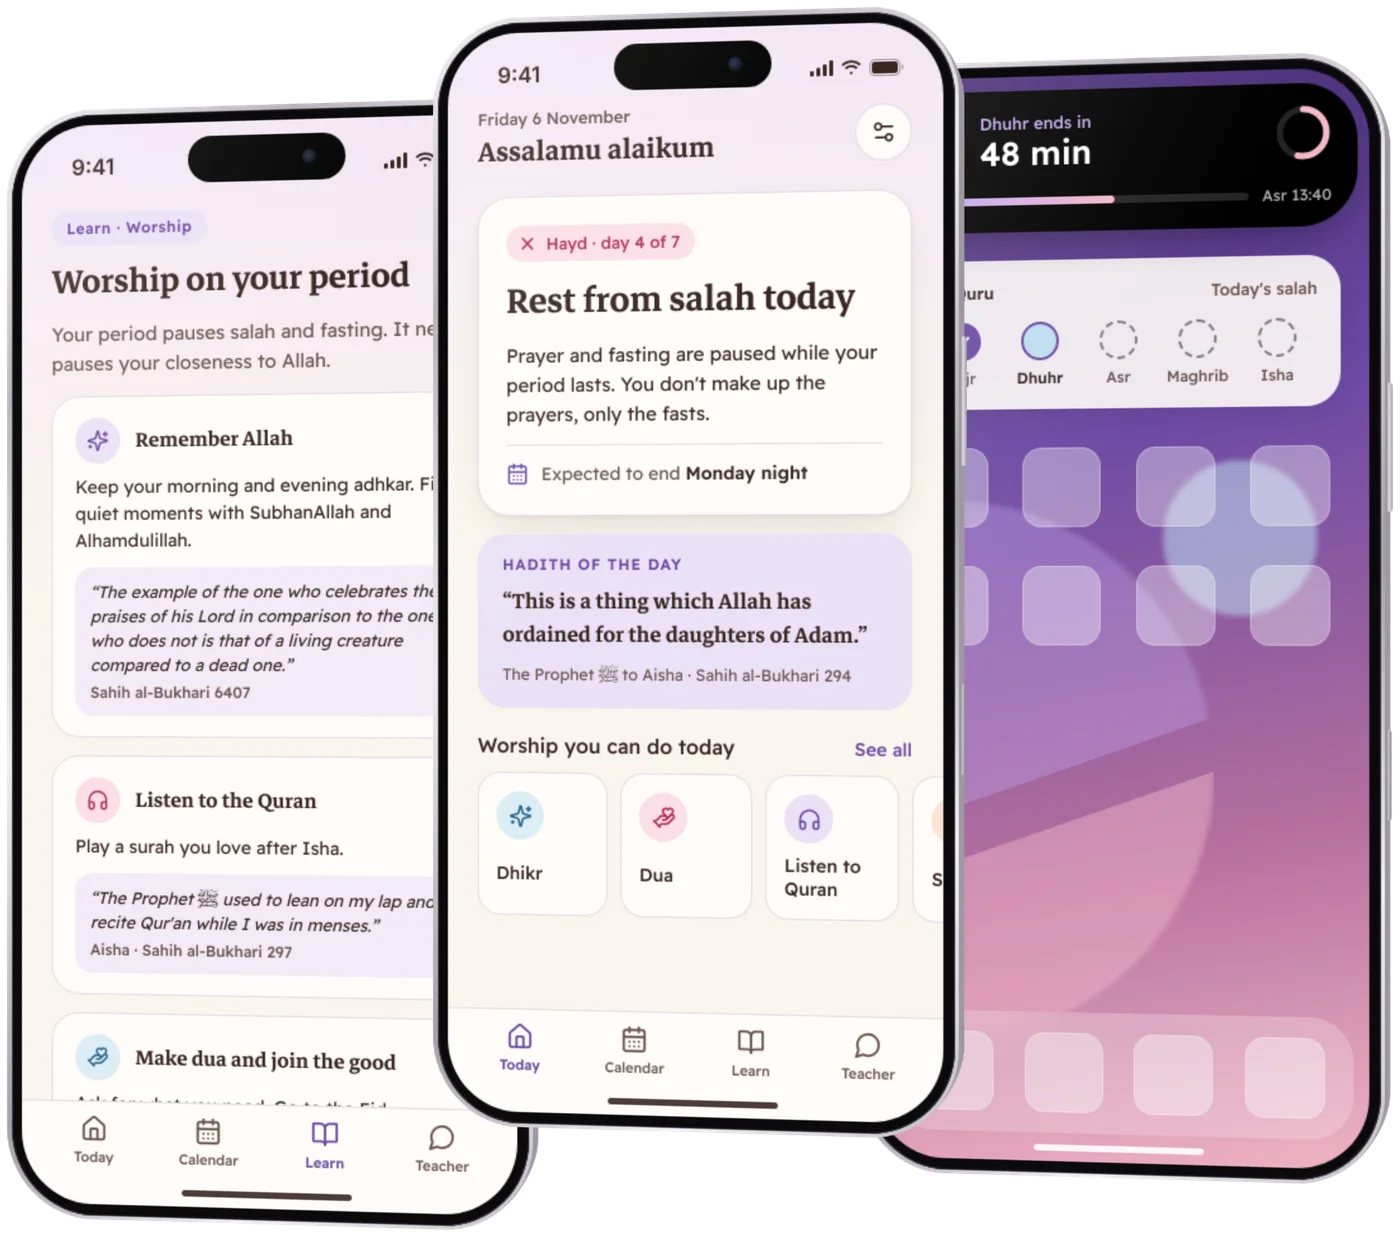 9:41
Learn · Worship
Worship on your period
Your period pauses salah and fasting. It
pauses your closeness to Allah.
Remember Allah
Keep your morning and evening adhkar.
quiet moments with SubhanAllah and
Alhamdulillah.
“The example of the one who celebrates the
praises of his Lord in comparison to the one
who does not is that of a living creature
compared to a dead one.”
Sahih al-Bukhari 6407
Listen to the Quran
Play a surah you love after Isha.
“The Prophet ﷺ used to lean on my lap and
recite Qur'an while I was in menses.”
Aisha · Sahih al-Bukhari 297
Make dua and join the good
Today
Calendar
Learn
Teacher
9:41
Friday 6 November
Assalamu alaikum
Hayd · day 4 of 7
Rest from salah today
Prayer and fasting are paused while your
period lasts. You don't make up the
prayers, only the fasts.
Expected to end Monday night
HADITH OF THE DAY
“This is a thing which Allah has
ordained for the daughters of Adam.”
The Prophet ﷺ to Aisha · Sahih al-Bukhari 294
Worship you can do today
See all
Dhikr
Dua
Listen to
Quran
Today
Calendar
Learn
Teacher
Dhuhr ends in
48 min
Asr 13:40
Today's salah
Dhuhr
Asr
Maghrib
Isha